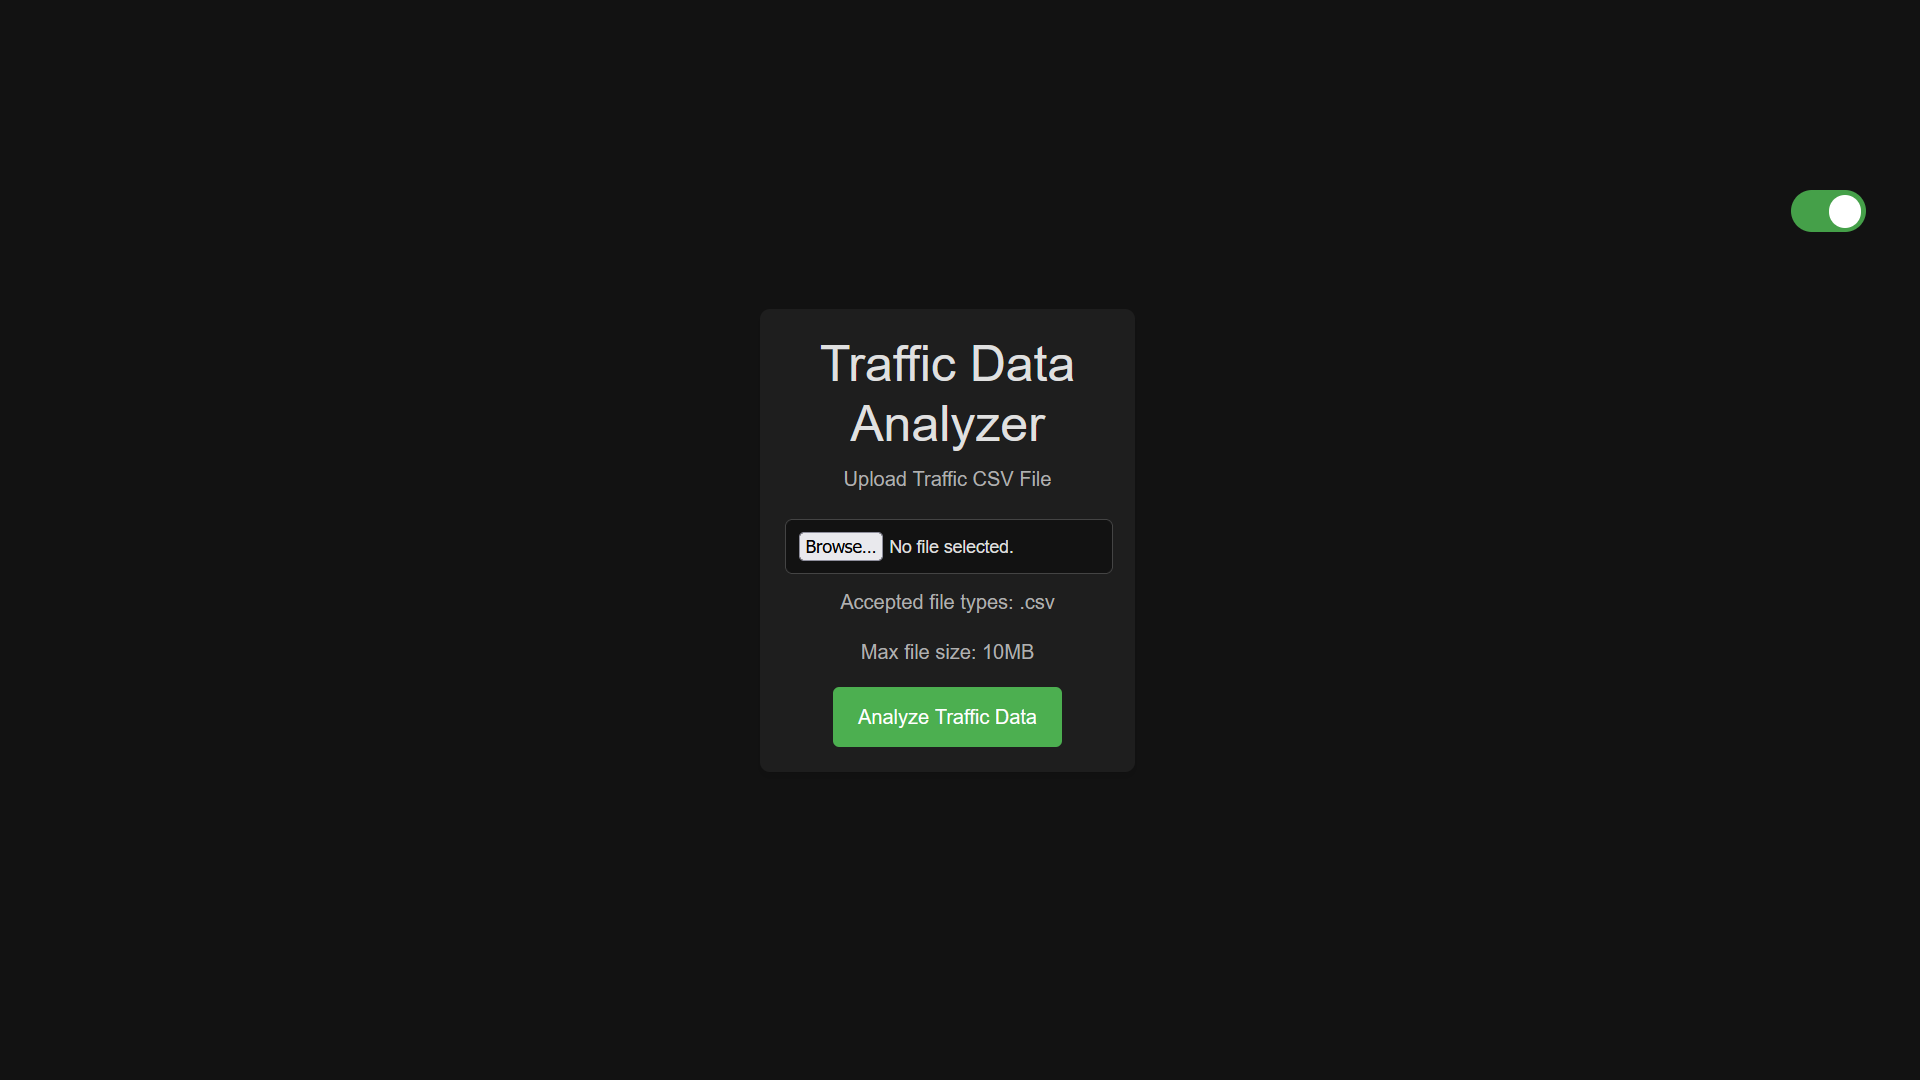 Traffic Data
Analyzer
Upload Traffic CSV File
Browse... No file selected.
Accepted file types: .csv
Max file size: 10MB
Analyze Traffic Data